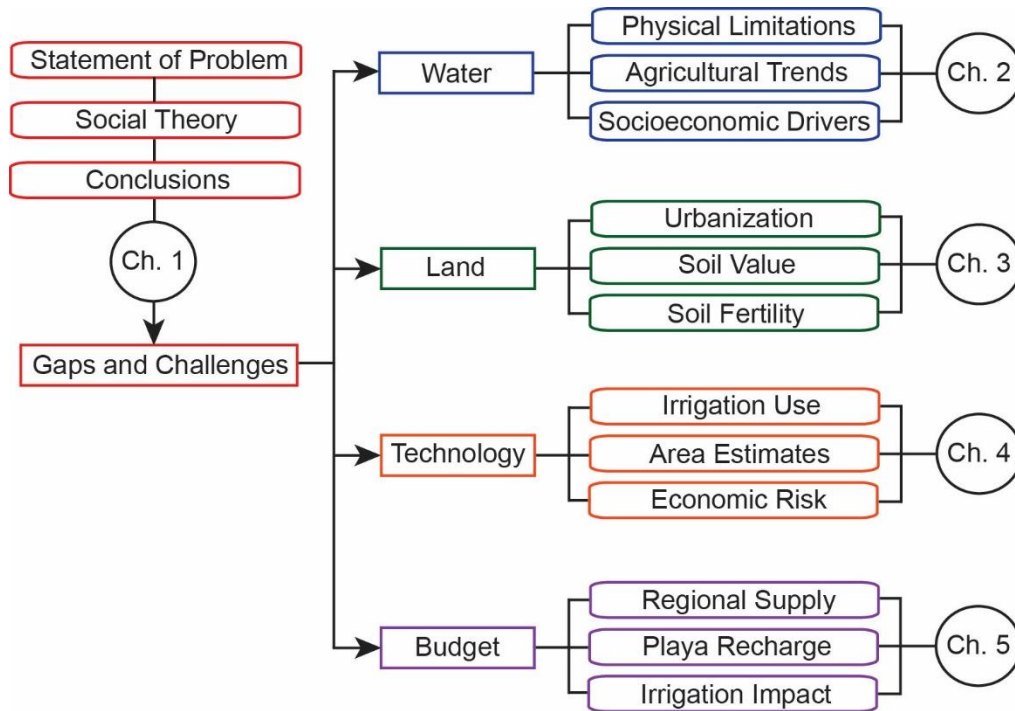 Statement of Problem
Social Theory
Conclusions
Ch. 1
Gaps and Challenges
Water
Physical Limitations
Agricultural Trends
Socioeconomic Drivers
Ch. 2
Land
Urbanization
Soil Value
Soil Fertility
Ch. 3
Technology
Irrigation Use
Area Estimates
Economic Risk
Ch. 4
Budget
Regional Supply
Playa Recharge
Irrigation Impact
Ch. 5